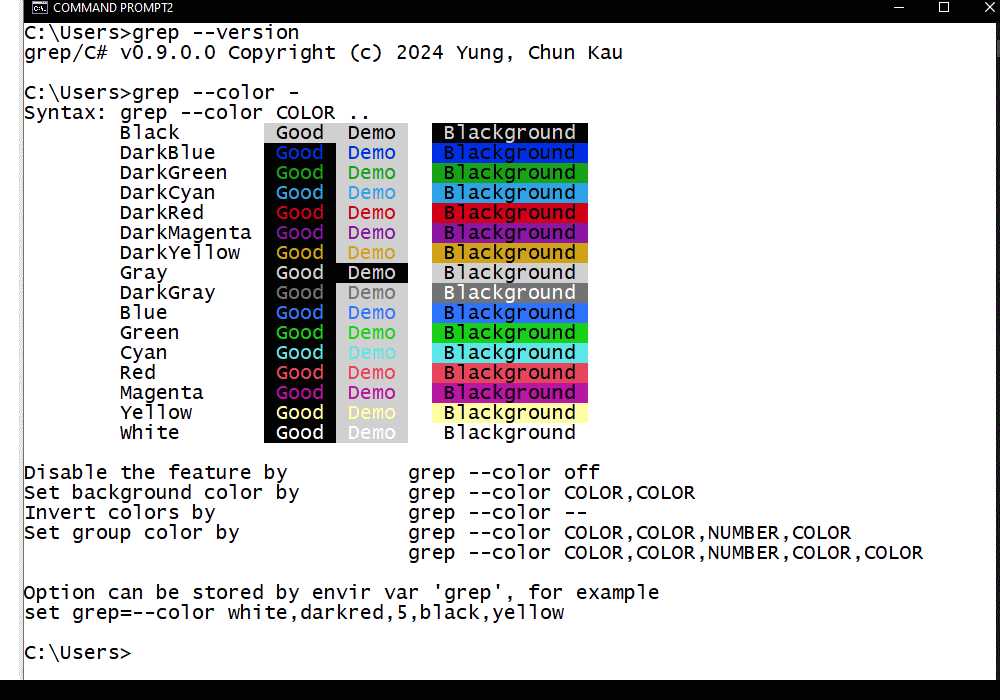 COMMAND PROMPT2
C:\Users>grep --version
grep/C# v0.9.0.0 Copyright (c) 2024 Yung, Chun Kau
C:\Users>grep --color -
Syntax: grep --color COLOR ..
Black Good Demo Blackground
DarkBlue Good Demo Blackground
DarkGreen Good Demo Blackground
DarkCyan Good Demo Blackground
DarkRed Good Demo Blackground
DarkMagenta Good Demo Blackground
DarkYellow Good Demo Blackground
Gray Good Demo Blackground
DarkGray Good Demo Blackground
Blue Good Demo Blackground
Green Good Demo Blackground
Cyan Good Demo Blackground
Red Good Demo Blackground
Magenta Good Demo Blackground
Yellow Good Demo Blackground
White Good Demo Blackground
Disable the feature by grep --color off
Set background color by grep --color COLOR,COLOR
Invert colors by grep --color --
Set group color by grep --color COLOR,COLOR,NUMBER,COLOR
grep --color COLOR,COLOR,NUMBER,COLOR,COLOR
Option can be stored by envir var 'grep', for example
set grep=--color white,darkred,5,black,yellow
C:\Users>